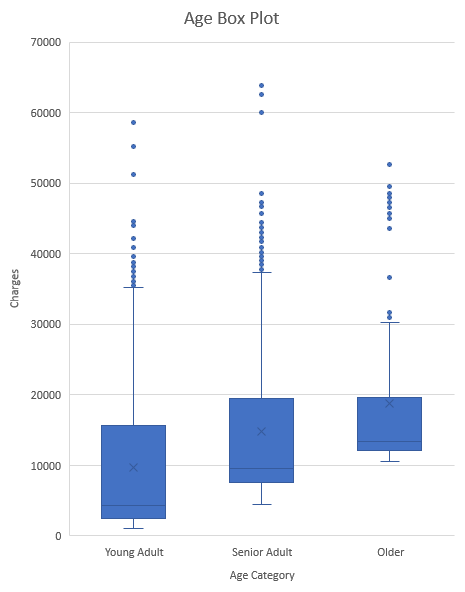 Age Box Plot
70000
60000
50000
40000
30000
20000
10000
0
Charges
Young Adult
Senior Adult
Older
Age Category